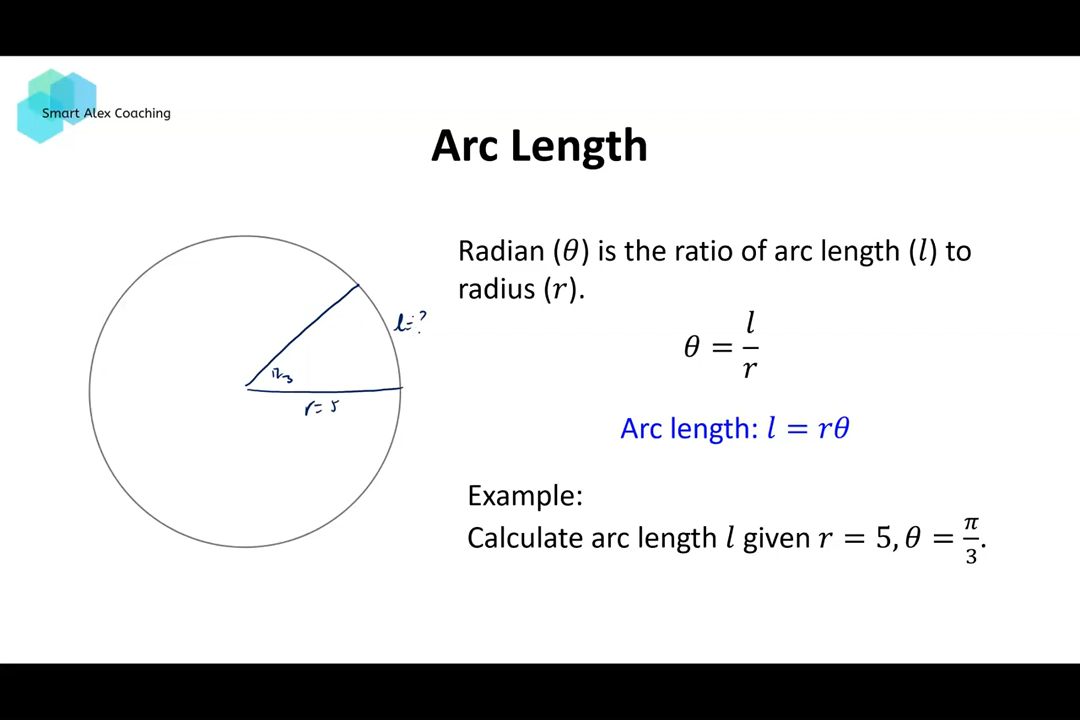 Smart Alex Coaching
Arc Length
Radian (𝜃) is the ratio of arc length (𝑙) to
radius (𝑟).
𝜃 = 𝑙/𝑟
Arc length: 𝑙 = 𝑟𝜃
Example:
Calculate arc length 𝑙 given 𝑟 = 5, 𝜃 = 𝜋/3.
l=?
r= 5